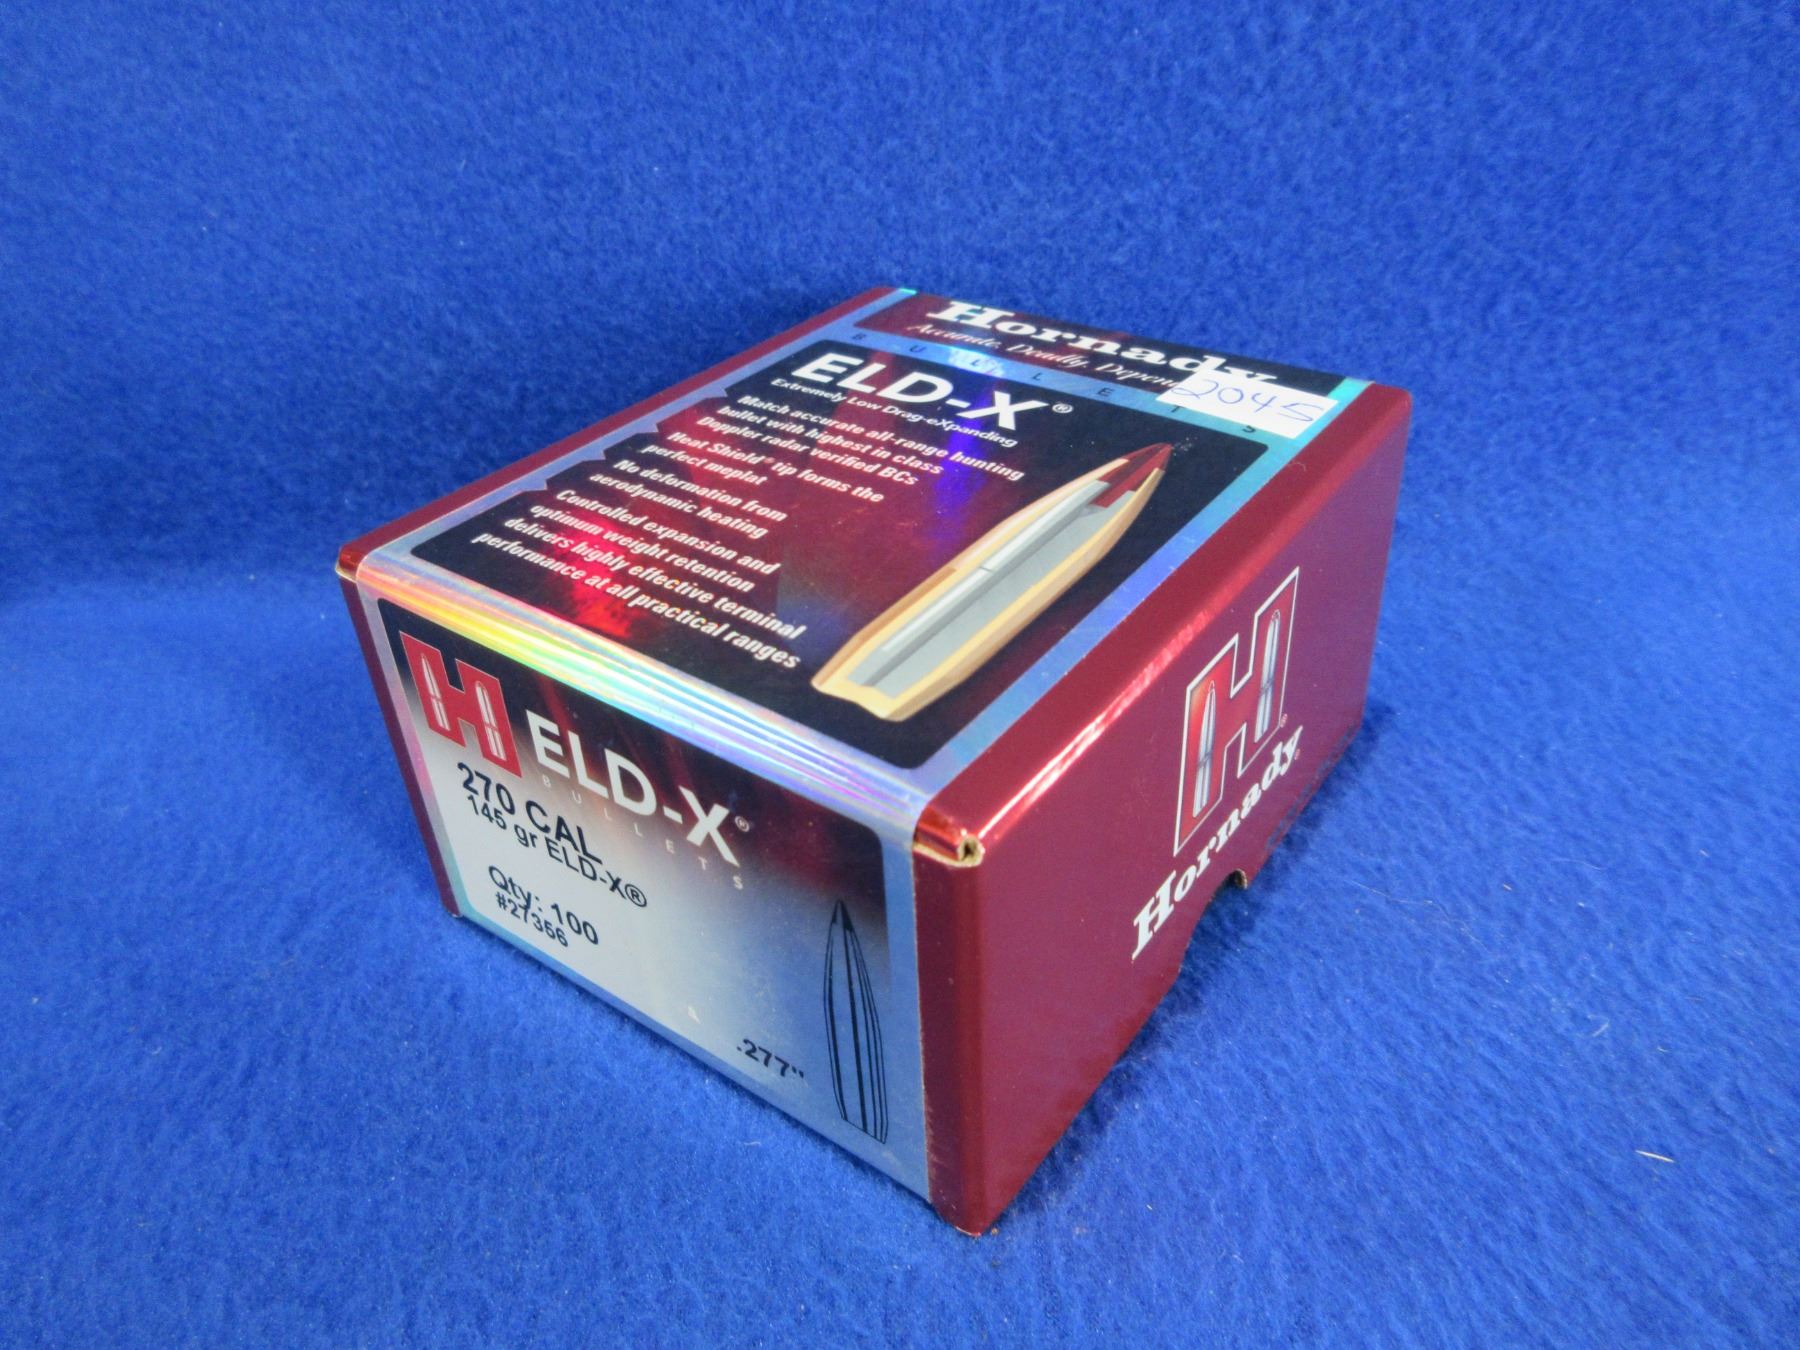 Hornady
Accurate. Deadly.
2045
BULLETS
ELD-X®
Extremely Low Drag-eXpanding
Match accurate all-range hunting
bullet with highest in class
Doppler radar verified BCs
Heat Shield™ tip forms the
perfect meplat
No deformation from
aerodynamic heating
Controlled expansion and
optimum weight retention
delivers highly effective terminal
performance at all practical ranges
H
ELD-X®
BULLETS
270 CAL
145 gr ELD-X®
Qty: 100
#27356
.277"
H®
Hornady